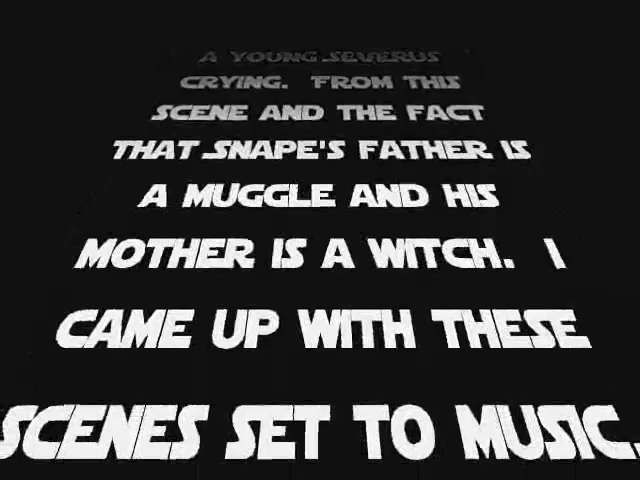 A YOUNG SEVERUS
CRYING. FROM THIS
SCENE AND THE FACT
THAT SNAPE'S FATHER IS
A MUGGLE AND HIS
MOTHER IS A WITCH. I
CAME UP WITH THESE
SCENES SET TO MUSIC.